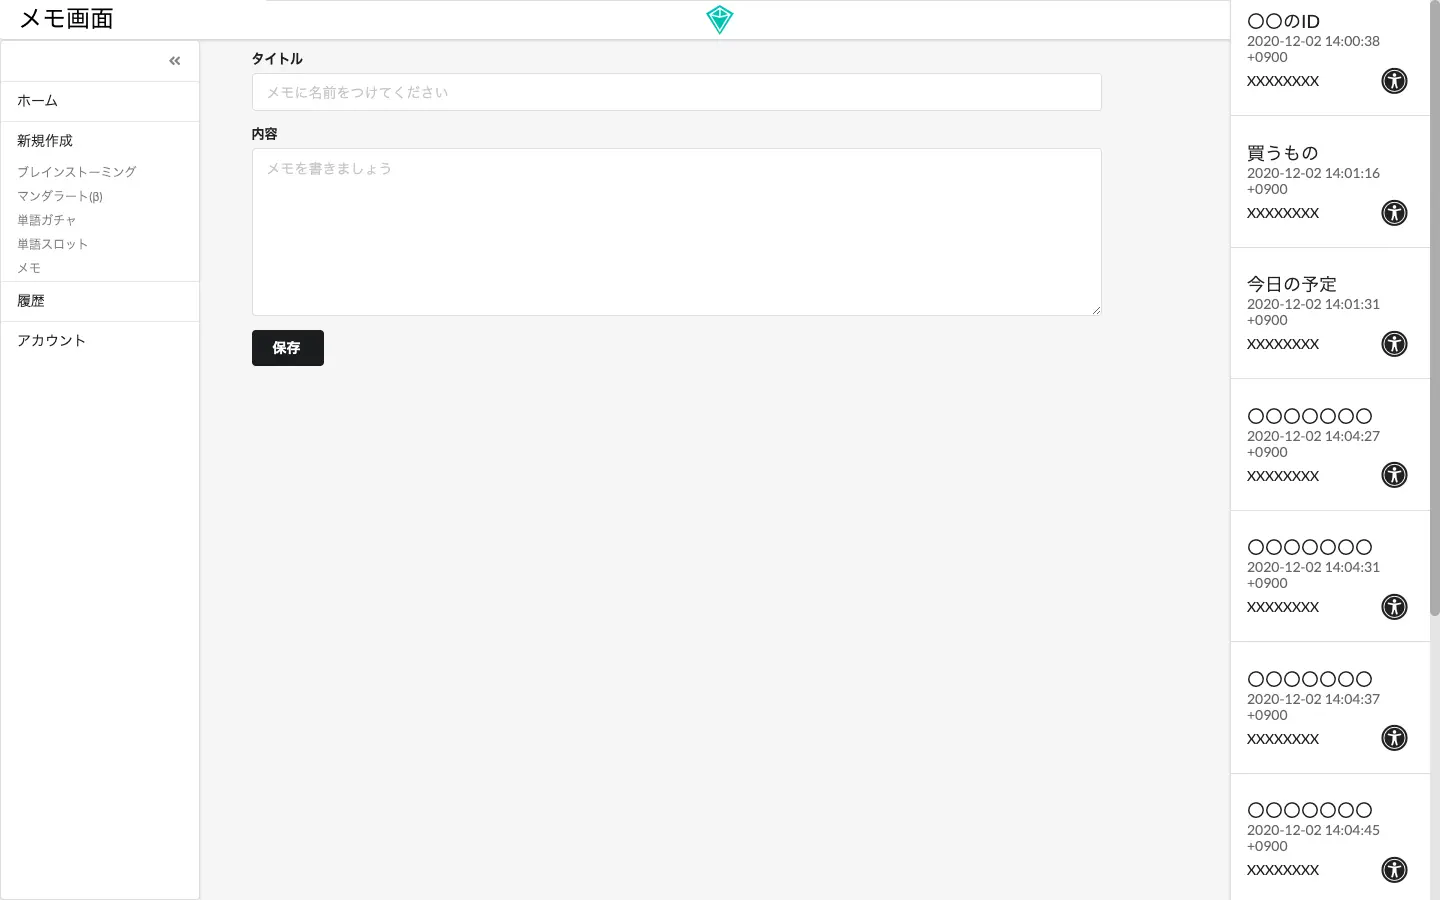 メモ画面
ホーム
新規作成
ブレインストーミング
マンダラート(β)
単語ガチャ
単語スロット
メモ
履歴
アカウント
タイトル
メモに名前をつけてください
内容
メモを書きましょう
保存
〇〇のID
2020-12-02 14:00:38
+0900
XXXXXXXX
買うもの
2020-12-02 14:01:16
+0900
XXXXXXXX
今日の予定
2020-12-02 14:01:31
+0900
XXXXXXXX
〇〇〇〇〇〇〇
2020-12-02 14:04:27
+0900
XXXXXXXX
〇〇〇〇〇〇〇
2020-12-02 14:04:31
+0900
XXXXXXXX
〇〇〇〇〇〇〇
2020-12-02 14:04:37
+0900
XXXXXXXX
〇〇〇〇〇〇〇
2020-12-02 14:04:45
+0900
XXXXXXXX